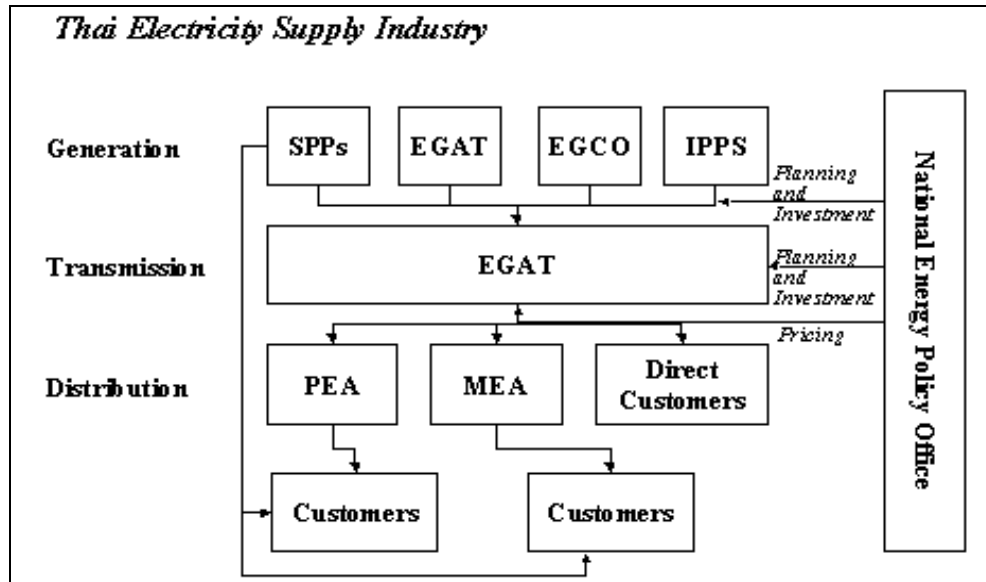 Thai Electricity Supply Industry
Generation
SPPs
EGAT
EGCO
IPPS
Planning
and
Investment
Transmission
EGAT
Planning
and
Investment
Pricing
Distribution
PEA
MEA
Direct
Customers
Customers
Customers
National Energy Policy Office